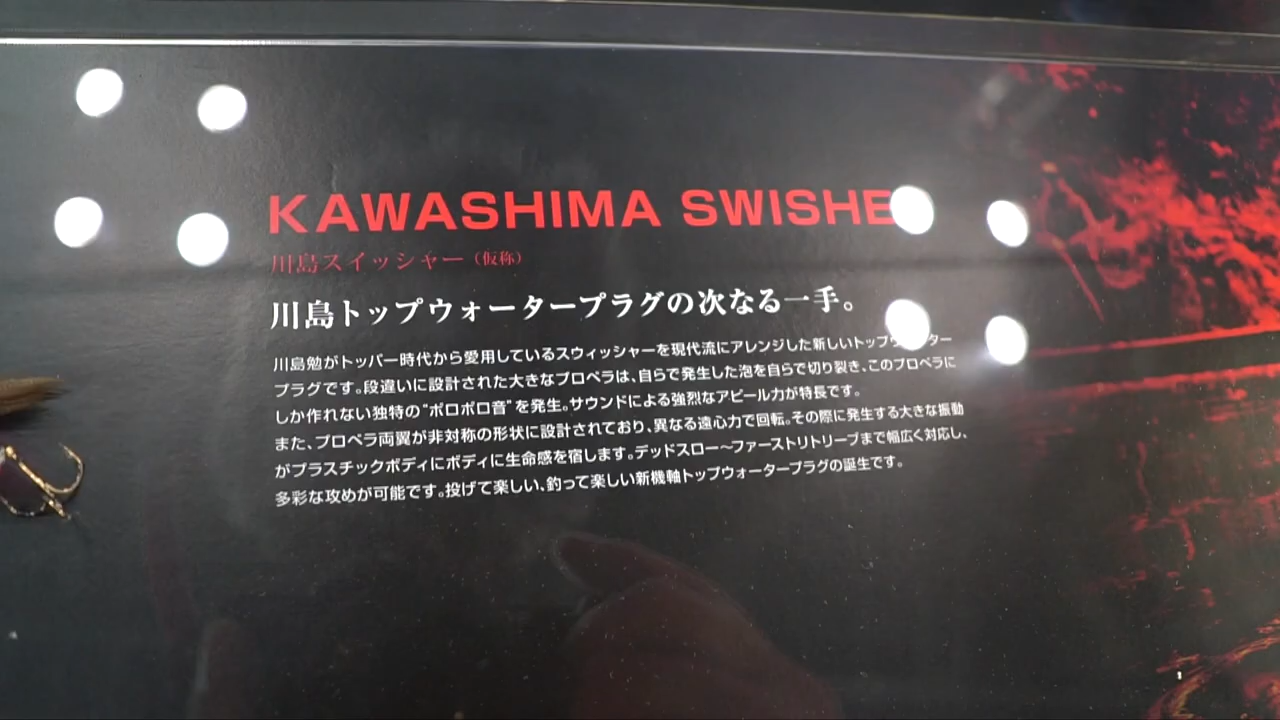 KAWASHIMA SWISHE
川島スイッシャー（仮称）
川島トップウォータープラグの次なる一手。
川島勉がトッパー時代から愛用しているスウィッシャーを現代流にアレンジした新しいトップウォーター
プラグです。段違いに設計された大きなプロペラは、自らで発生した泡を自らで切り裂き、このプロペラに
しか作れない独特の“ポロポロ音”を発生。サウンドによる強烈なアピール力が特長です。
また、プロペラ両翼が非対称の形状に設計されており、異なる遠心力で回転。その際に発生する大きな振動
がプラスチックボディにボディに生命感を宿します。デッドスロー～ファーストリトリーブまで幅広く対応し、
多彩な攻めが可能です。投げて楽しい、釣って楽しい新機軸トップウォータープラグの誕生です。